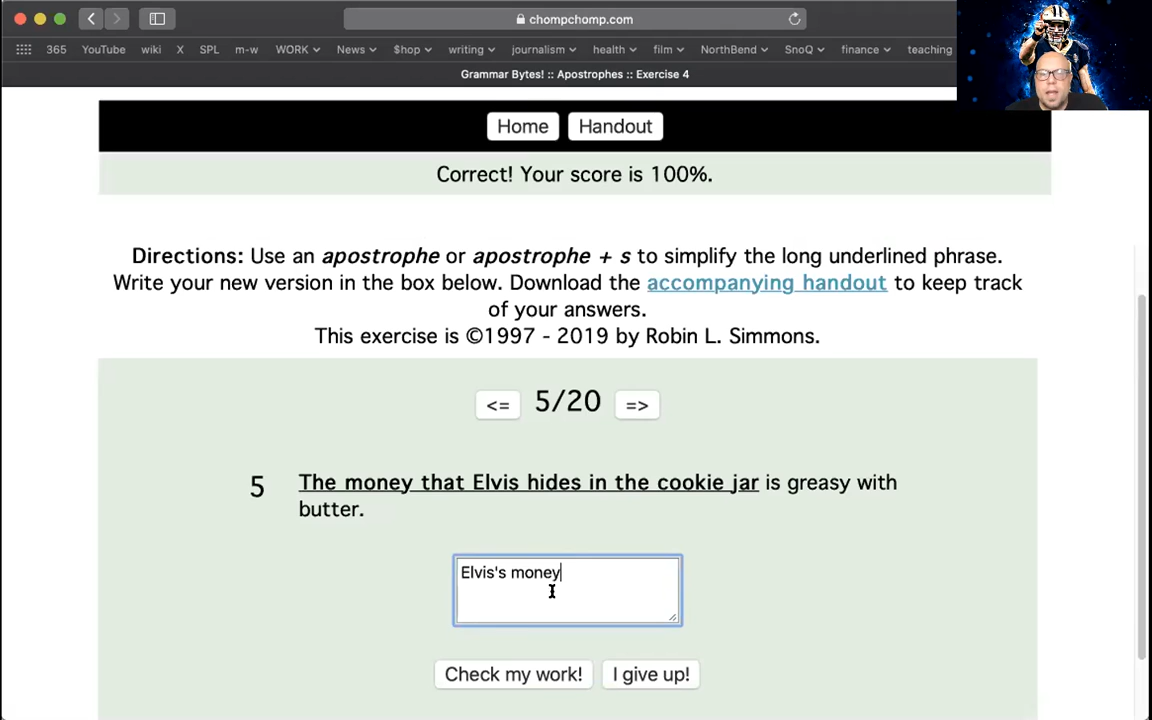 chompchomp.com
365 YouTube wiki X SPL m-w WORK News $hop writing journalism health film NorthBend SnoQ finance teaching
Grammar Bytes! :: Apostrophes :: Exercise 4
Home Handout
Correct! Your score is 100%.
Directions: Use an apostrophe or apostrophe + s to simplify the long underlined phrase.
Write your new version in the box below. Download the accompanying handout to keep track
of your answers.
This exercise is ©1997 - 2019 by Robin L. Simmons.
<= 5/20 =>
5 The money that Elvis hides in the cookie jar is greasy with
butter.
Elvis's money
Check my work! I give up!